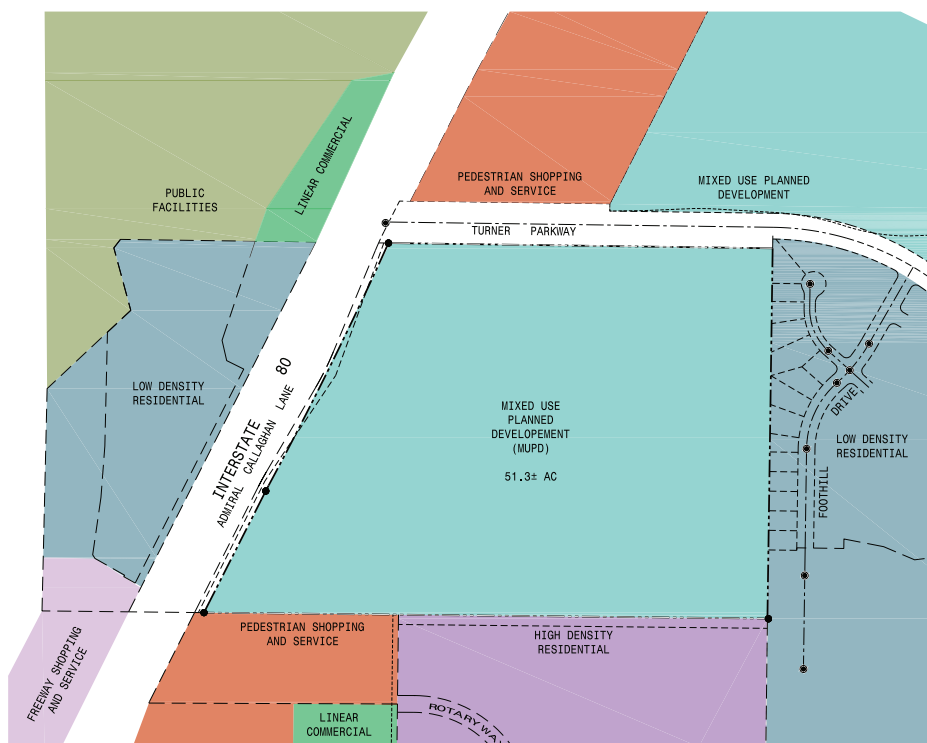 PEDESTRIAN SHOPPING
AND SERVICE
MIXED USE PLANNED
DEVELOPMENT
LINEAR COMMERCIAL
PUBLIC
FACILITIES
TURNER PARKWAY
LOW DENSITY
RESIDENTIAL
INTERSTATE 80
ADMIRAL CALLAGHAN LANE
MIXED USE
PLANNED
DEVELOPEMENT
(MUPD)
51.3± AC
FOOTHILL DRIVE
LOW DENSITY
RESIDENTIAL
FREEWAY SHOPPING
AND SERVICE
PEDESTRIAN SHOPPING
AND SERVICE
HIGH DENSITY
RESIDENTIAL
LINEAR
COMMERCIAL